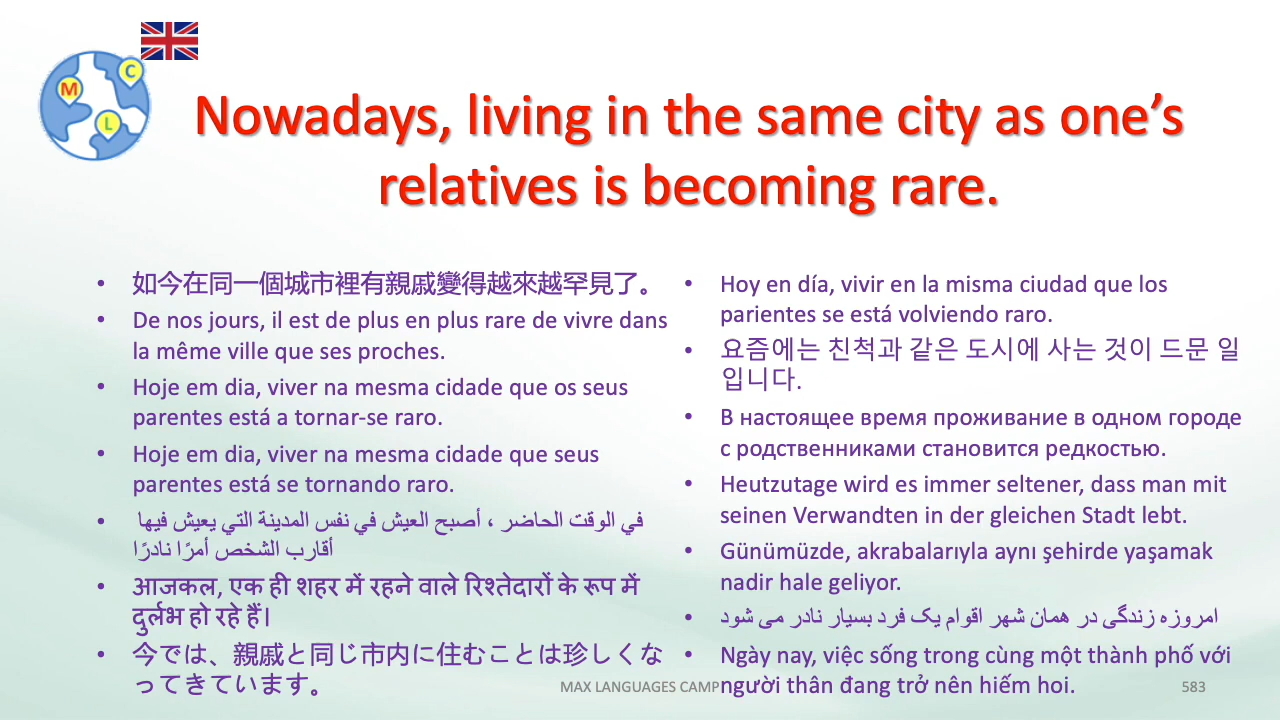 M
C
L
Nowadays, living in the same city as one’s
relatives is becoming rare.
• 如今在同一個城市裡有親戚變得越來越罕見了。
• De nos jours, il est de plus en plus rare de vivre dans
la même ville que ses proches.
• Hoje em dia, viver na mesma cidade que os seus
parentes está a tornar-se raro.
• Hoje em dia, viver na mesma cidade que seus
parentes está se tornando raro.
• في الوقت الحاضر ، أصبح العيش في نفس المدينة التي يعيش فيها
أقارب الشخص أمرًا نادرًا
• आजकल, एक ही शहर में रहने वाले रिश्तेदारों के रूप में
दुर्लभ हो रहे हैं।
• 今では、親戚と同じ市内に住むことは珍しくな
ってきています。
• Hoy en día, vivir en la misma ciudad que los
parientes se está volviendo raro.
• 요즘에는 친척과 같은 도시에 사는 것이 드문 일
입니다.
• В настоящее время проживание в одном городе
с родственниками становится редкостью.
• Heutzutage wird es immer seltener, dass man mit
seinen Verwandten in der gleichen Stadt lebt.
• Günümüzde, akrabalarıyla aynı şehirde yaşamak
nadir hale geliyor.
• امروزه زندگی در همان شهر اقوام یک فرد بسیار نادر می شود
• Ngày nay, việc sống trong cùng một thành phố với
người thân đang trở nên hiếm hoi.
MAX LANGUAGES CAMP
583